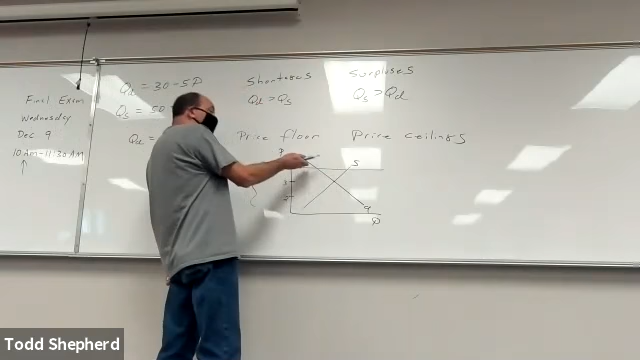 Final Exam
Wednesday
Dec 9
10 Am-11:30 AM
Qd = 30-5P
Qs = 50
Qd =
Shortages
Qd > Qs
Surpluses
Qs > Qd
Price floor
Price ceilings
P
S
Q
Todd Shepherd